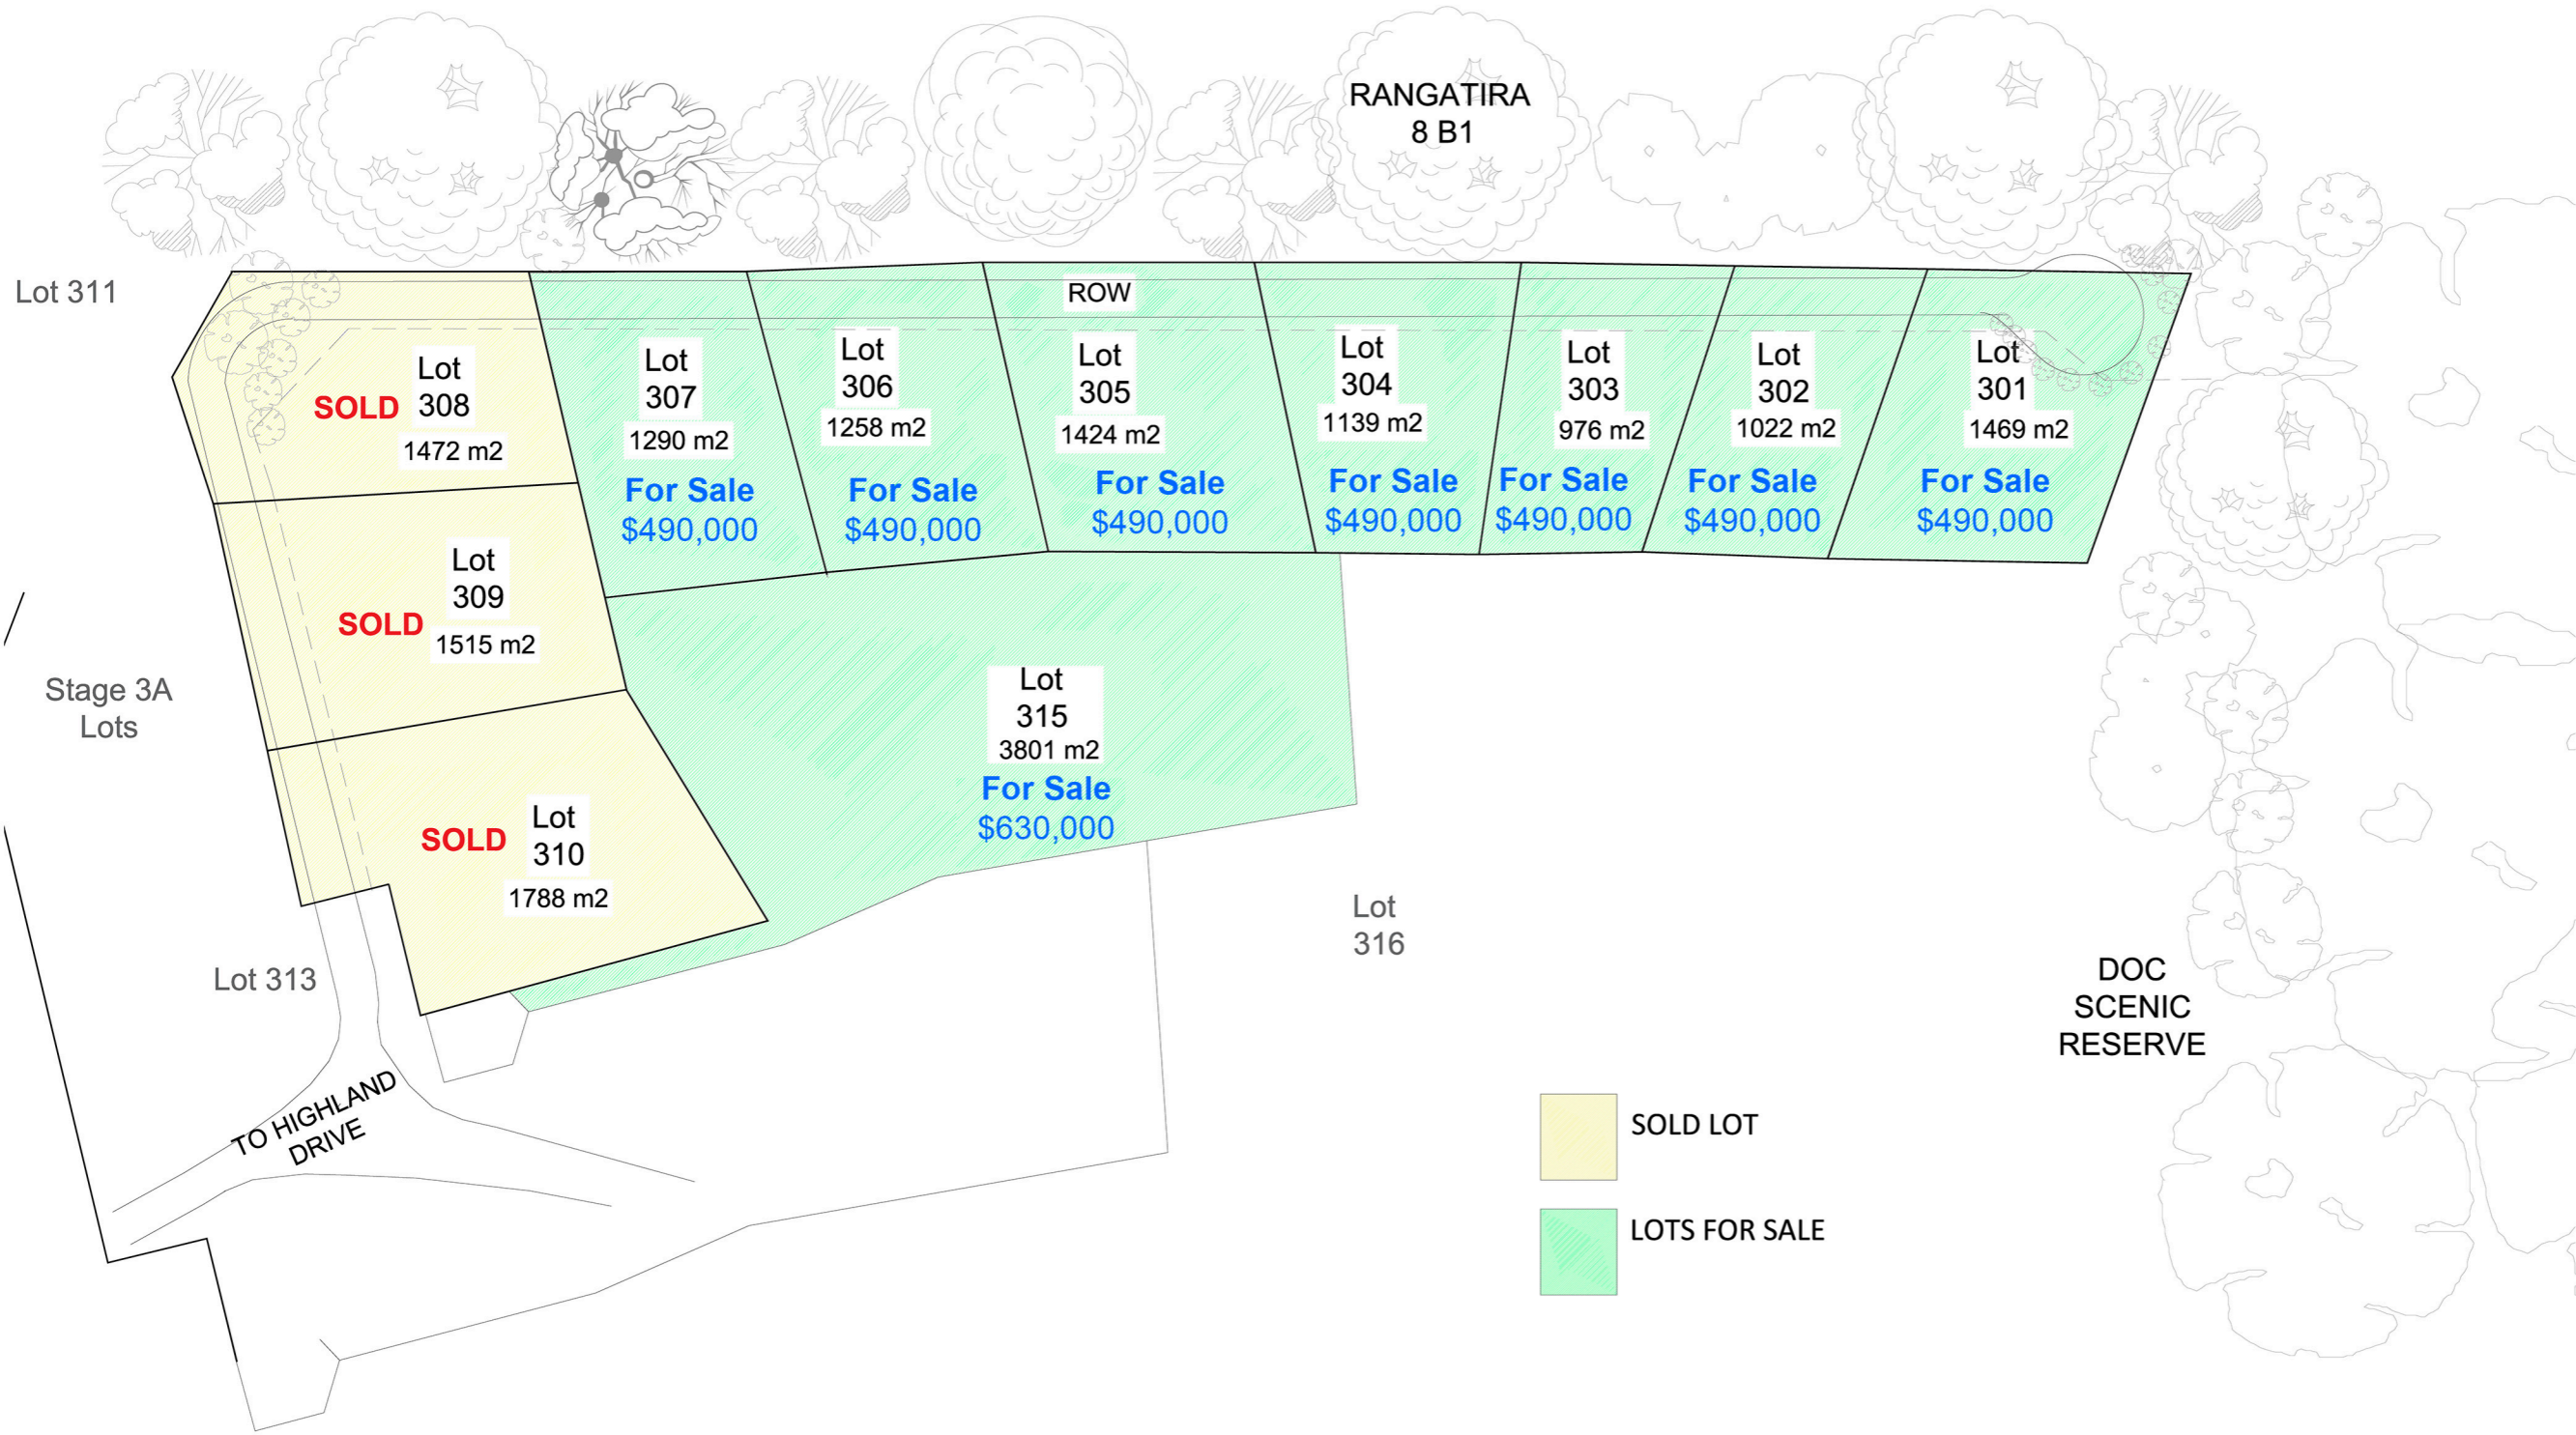 RANGATIRA
8 B1
Lot 311
ROW
Lot
308
SOLD
1472 m2
Lot
307
1290 m2
For Sale
$490,000
Lot
306
1258 m2
For Sale
$490,000
Lot
305
1424 m2
For Sale
$490,000
Lot
304
1139 m2
For Sale
$490,000
Lot
303
976 m2
For Sale
$490,000
Lot
302
1022 m2
For Sale
$490,000
Lot
301
1469 m2
For Sale
$490,000
Lot
309
SOLD
1515 m2
Stage 3A
Lots
Lot
315
3801 m2
For Sale
$630,000
Lot
310
SOLD
1788 m2
Lot
316
Lot 313
DOC
SCENIC
RESERVE
TO HIGHLAND
DRIVE
SOLD LOT
LOTS FOR SALE